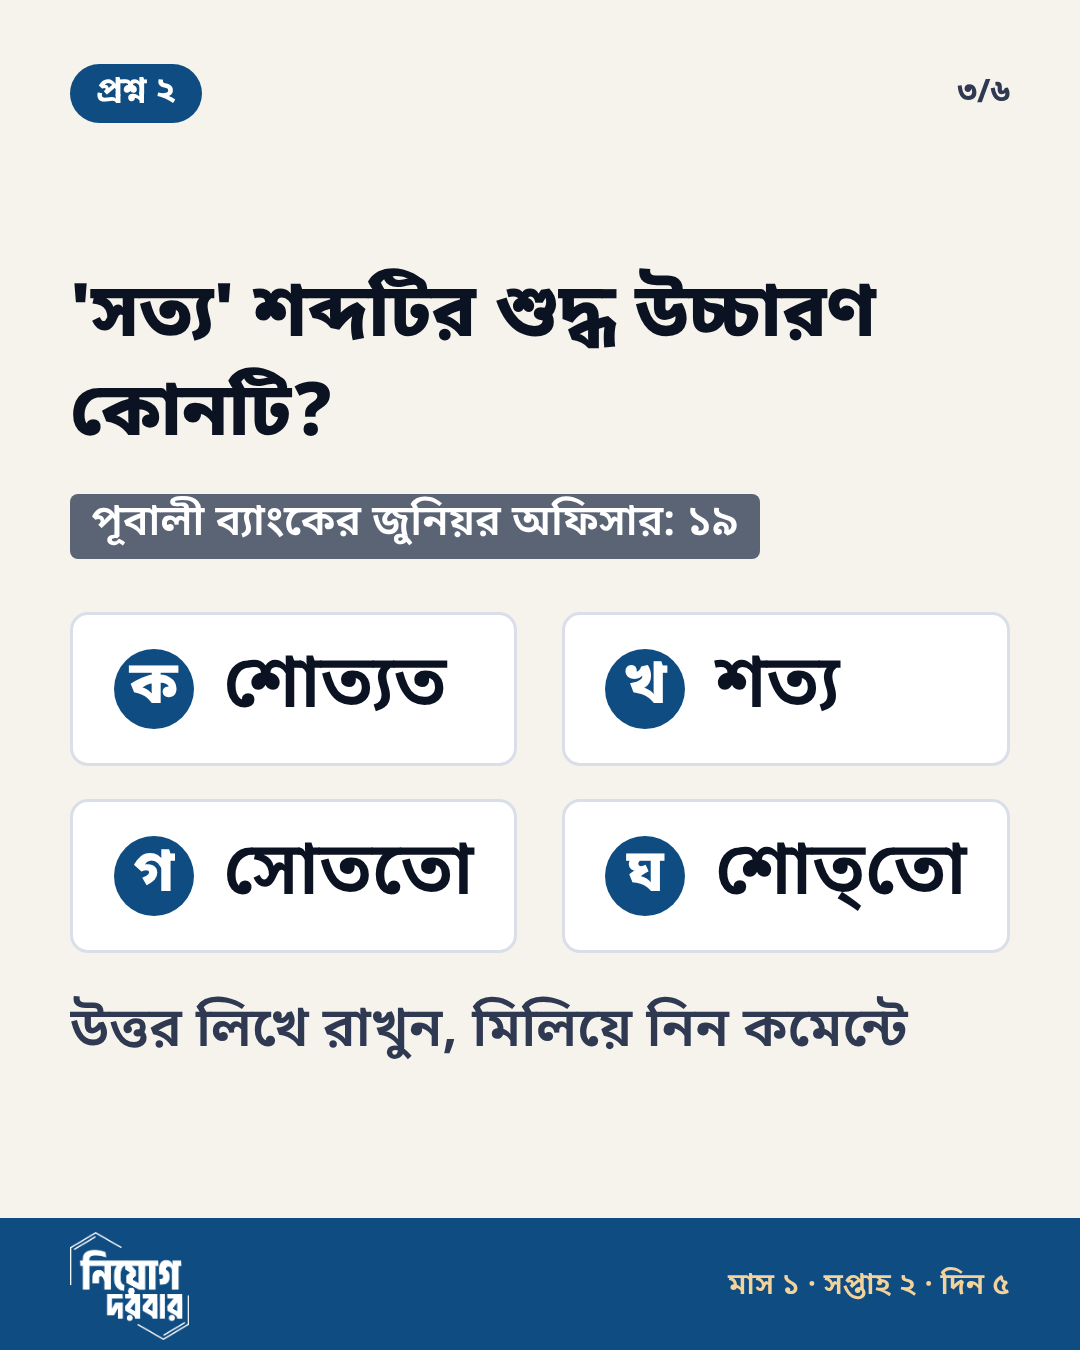 প্রশ্ন ২
৩/৬
'সত্য' শব্দটির শুদ্ধ উচ্চারণ
কোনটি?
পূবালী ব্যাংকের জুনিয়র অফিসার: ১৯
ক শোত্যত
খ শত্য
গ সোততো
ঘ শোত্‌তো
উত্তর লিখে রাখুন, মিলিয়ে নিন কমেন্টে
নিয়োগ
দরবার
মাস ১ · সপ্তাহ ২ · দিন ৫